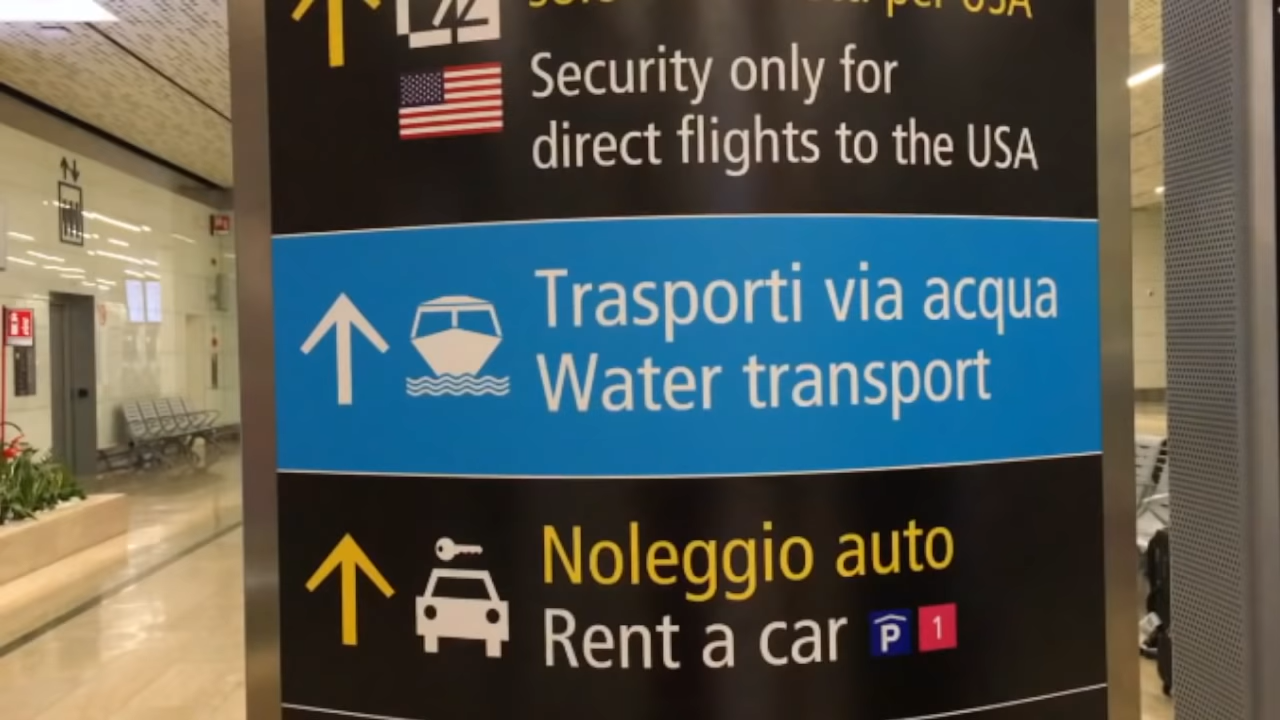 per USA
Security only for
direct flights to the USA
Trasporti via acqua
Water transport
Noleggio auto
Rent a car P 1